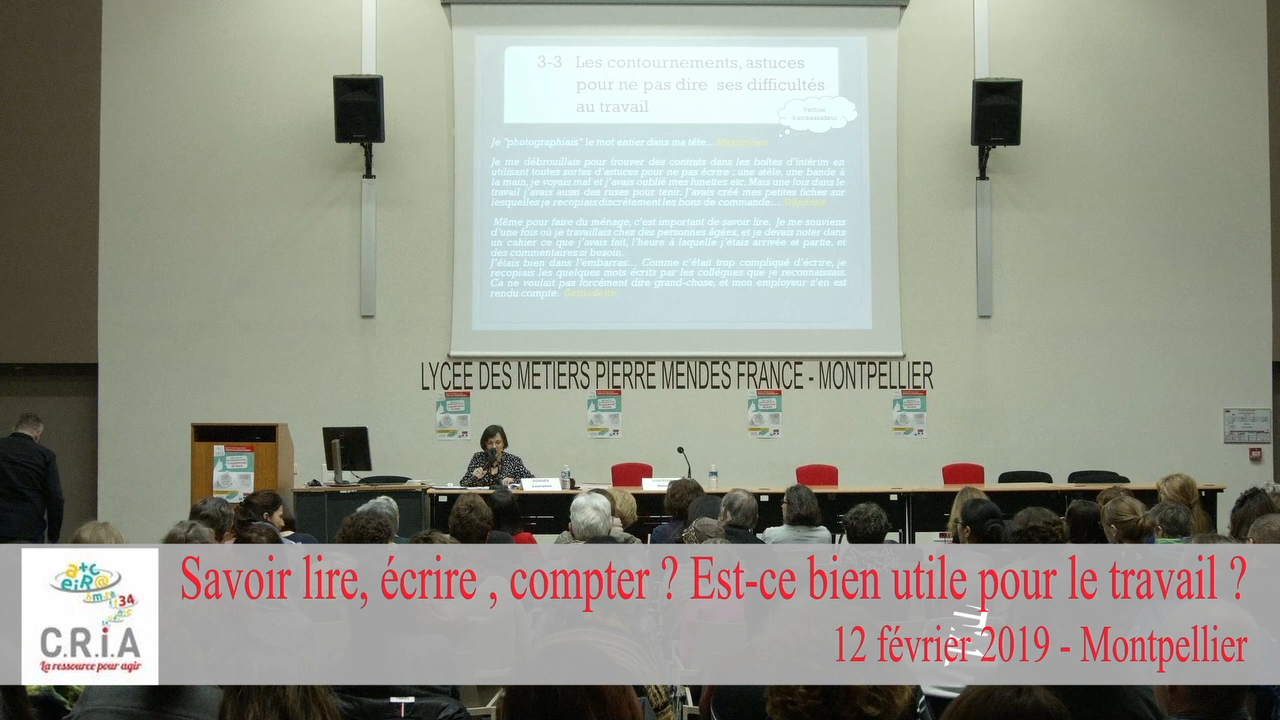 3-3 Les contournements, astuces
pour ne pas dire ses difficultés
au travail
Je "photographiais" le mot entier dans ma tête...
Je me débrouillais pour trouver des contrats dans les boîtes d'intérim en
utilisant toutes sortes d'astuces pour ne pas écrire : une atèle, une bande à
la main, je voyais mal et j'avais oublié mes lunettes etc. Mais une fois dans le
travail j'avais aussi des ruses pour tenir. J'avais créé mes petites fiches sur
lesquelles je recopiais discrètement les bons de commande... Stéphane
Même pour faire du ménage, c'est important de savoir lire. Je me souviens
d'une fois où je travaillais chez des personnes âgées, et je devais noter dans
un cahier ce que j'avais fait, l'heure à laquelle j'étais arrivée et partie, et
des commentaires si besoin.
J'étais bien dans l'embarras... Comme c'était trop compliqué d'écrire, je
recopiais les quelques mots écrits par les collègues que je reconnaissais.
Ca ne voulait pas forcément dire grand-chose, et mon employeur s'en est
rendu compte. Bernadette
LYCEE DES METIERS PIERRE MENDES FRANCE - MONTPELLIER
Savoir lire, écrire , compter ? Est-ce bien utile pour le travail ?
12 février 2019 - Montpellier
34
C.R.i.A
La ressource pour agir